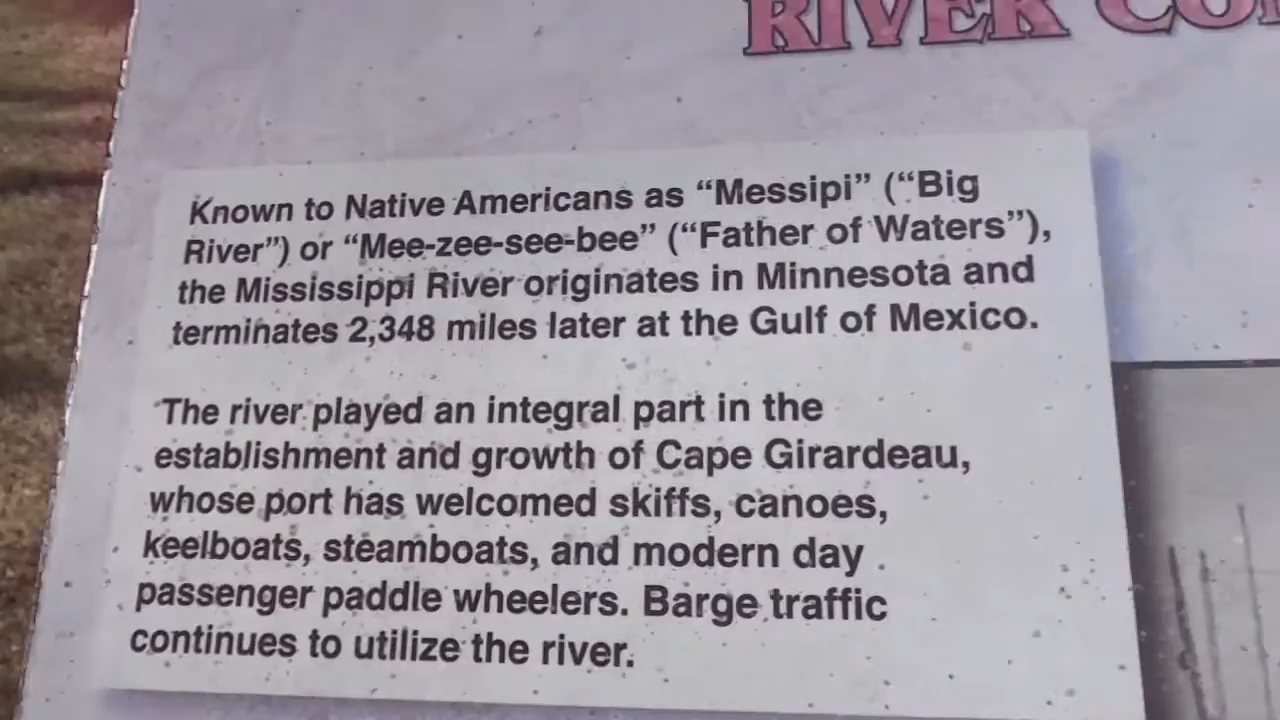 RIVER
Known to Native Americans as “Messipi” (“Big
River”) or “Mee-zee-see-bee” (“Father of Waters”),
the Mississippi River originates in Minnesota and
terminates 2,348 miles later at the Gulf of Mexico.
The river played an integral part in the
establishment and growth of Cape Girardeau,
whose port has welcomed skiffs, canoes,
keelboats, steamboats, and modern day
passenger paddle wheelers. Barge traffic
continues to utilize the river.